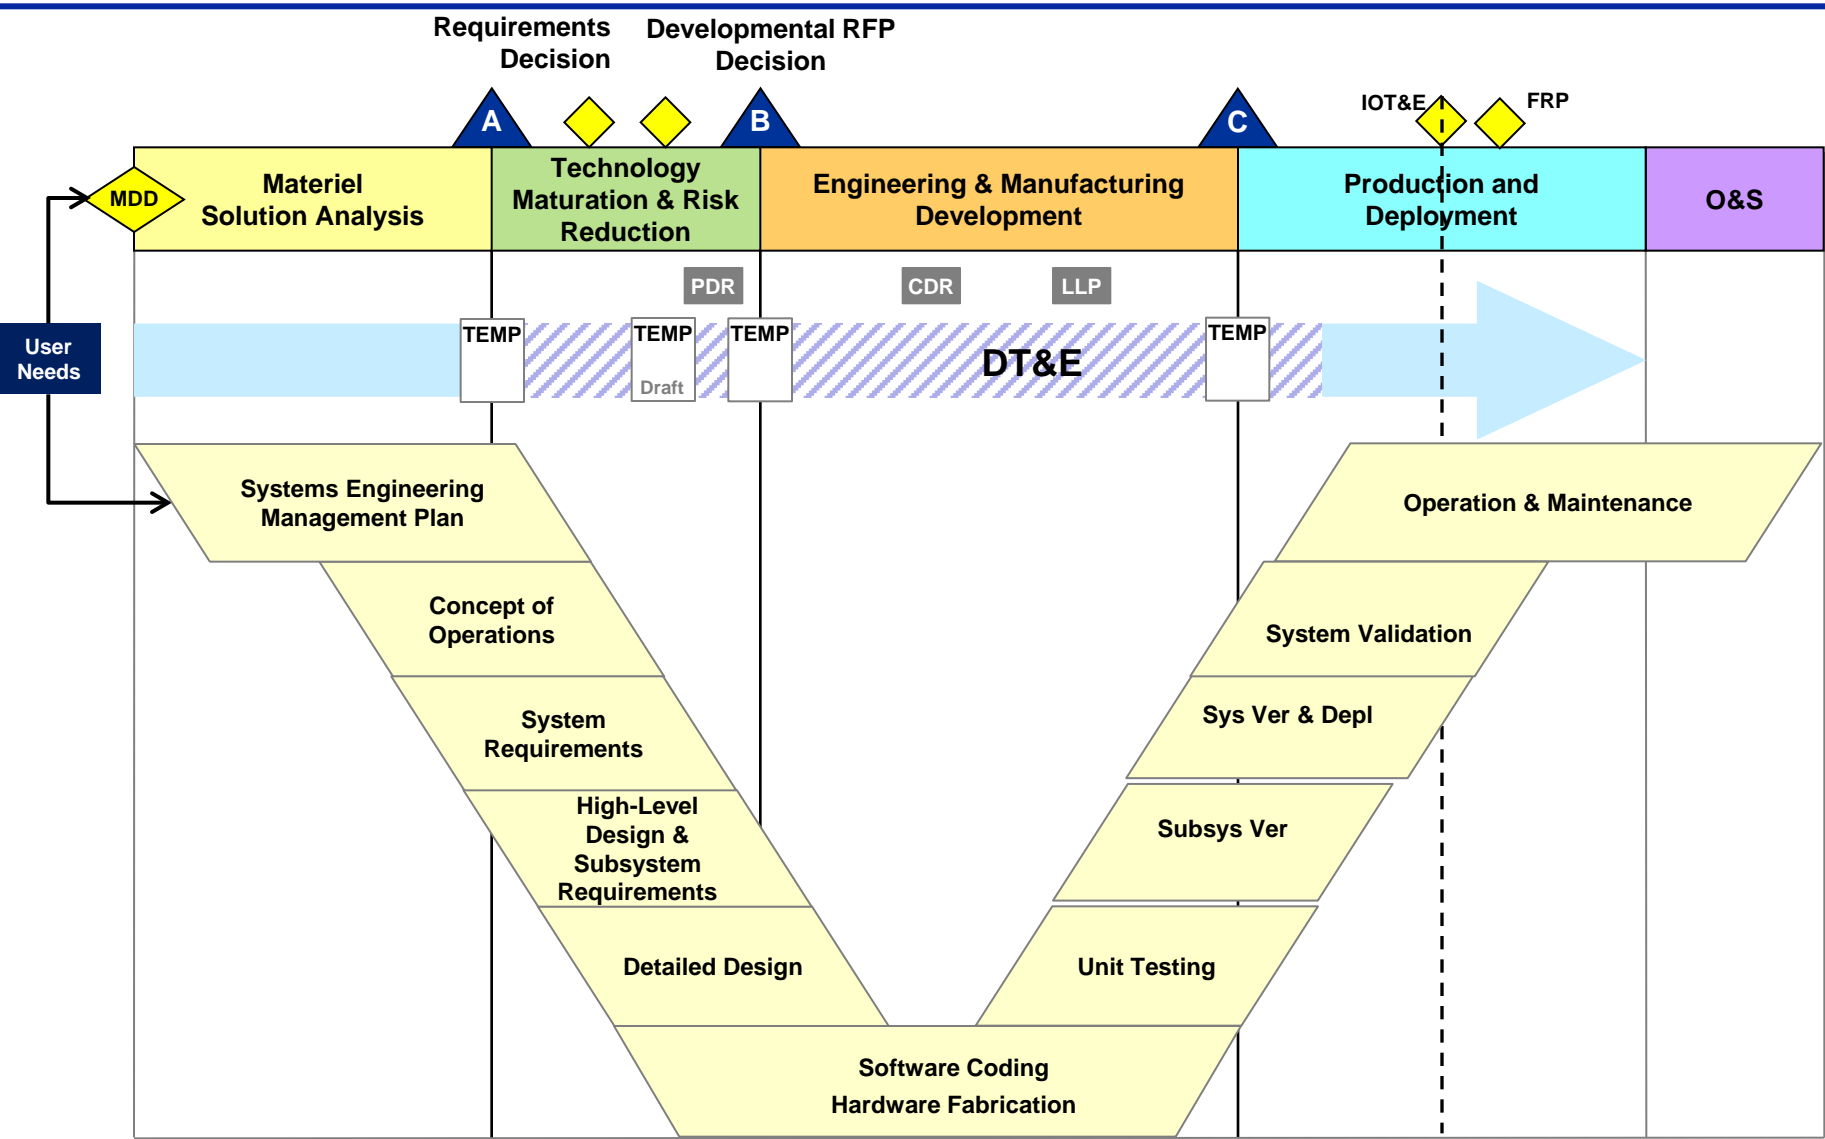 Requirements
Decision
Developmental RFP
Decision
A
B
C
IOT&E
FRP
MDD
Materiel
Solution Analysis
Technology
Maturation & Risk
Reduction
Engineering & Manufacturing
Development
Production and
Deployment
O&S
PDR
CDR
LLP
User
Needs
TEMP
TEMP
Draft
TEMP
DT&E
TEMP
Systems Engineering
Management Plan
Operation & Maintenance
Concept of
Operations
System Validation
System
Requirements
Sys Ver & Depl
High-Level
Design &
Subsystem
Requirements
Subsys Ver
Detailed Design
Unit Testing
Software Coding
Hardware Fabrication